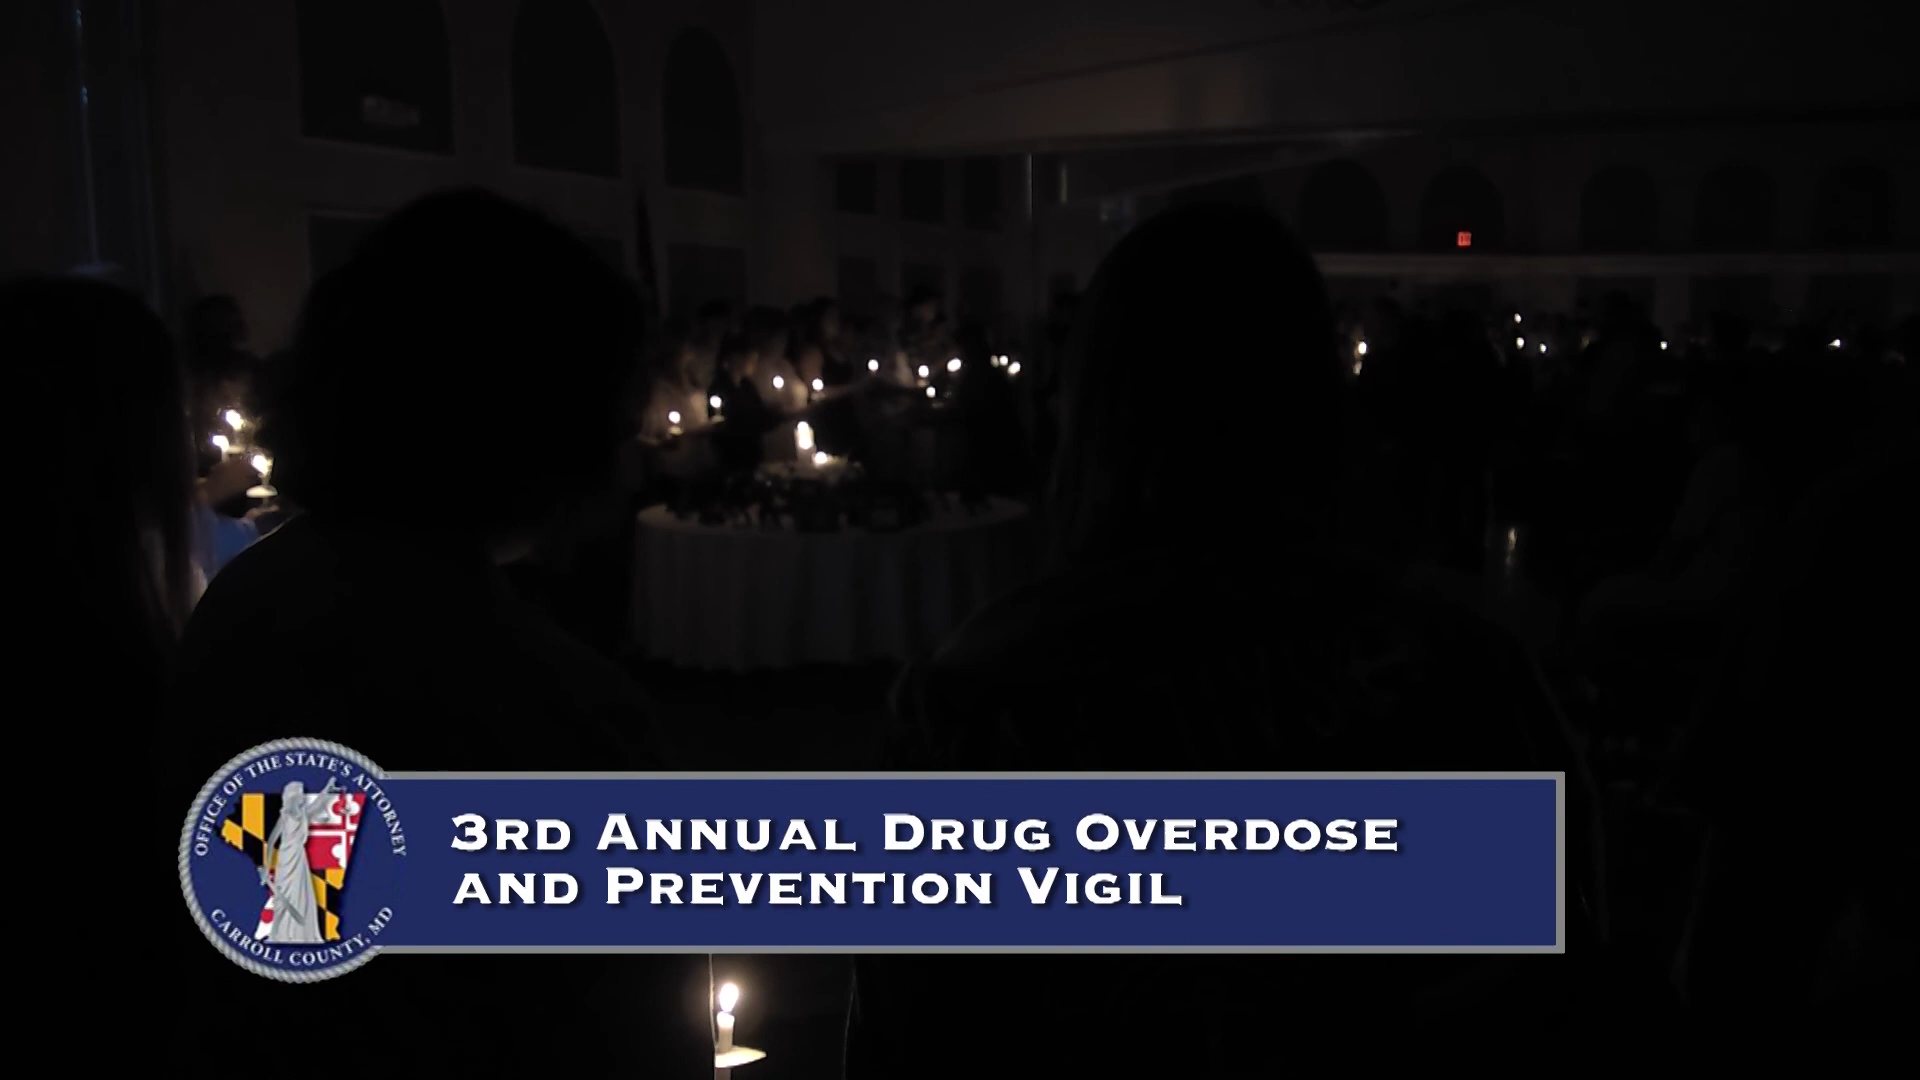 OFFICE OF THE STATE'S ATTORNEY
CARROLL COUNTY, MD
3RD ANNUAL DRUG OVERDOSE
AND PREVENTION VIGIL